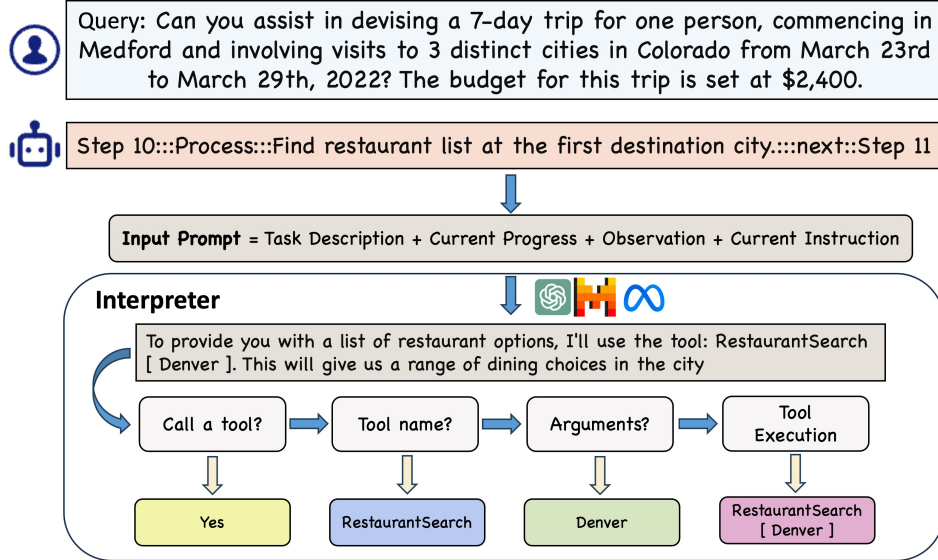 Query: Can you assist in devising a 7-day trip for one person, commencing in
Medford and involving visits to 3 distinct cities in Colorado from March 23rd
to March 29th, 2022? The budget for this trip is set at $2,400.
Step 10:::Process:::Find restaurant list at the first destination city.:::next::Step 11
Input Prompt = Task Description + Current Progress + Observation + Current Instruction
Interpreter
To provide you with a list of restaurant options, I'll use the tool: RestaurantSearch
[ Denver ]. This will give us a range of dining choices in the city
Call a tool?
Tool name?
Arguments?
Tool
Execution
Yes
RestaurantSearch
Denver
RestaurantSearch
[ Denver ]